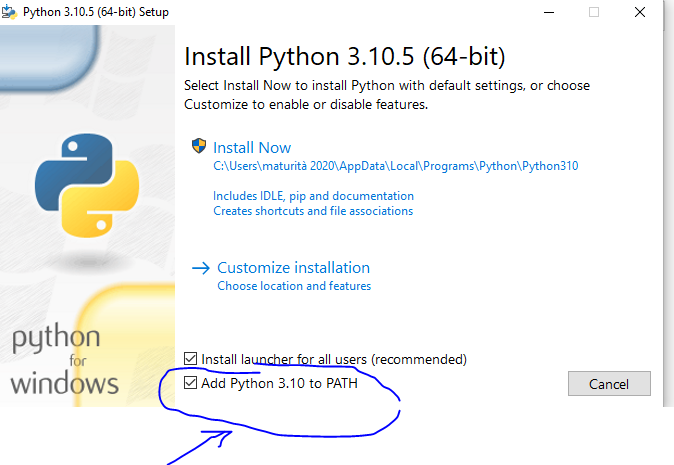 Python 3.10.5 (64-bit) Setup
Install Python 3.10.5 (64-bit)
Select Install Now to install Python with default settings, or choose
Customize to enable or disable features.
Install Now
C:\Users\maturità 2020\AppData\Local\Programs\Python\Python310
Includes IDLE, pip and documentation
Creates shortcuts and file associations
Customize installation
Choose location and features
python
for
windows
Install launcher for all users (recommended)
Add Python 3.10 to PATH
Cancel